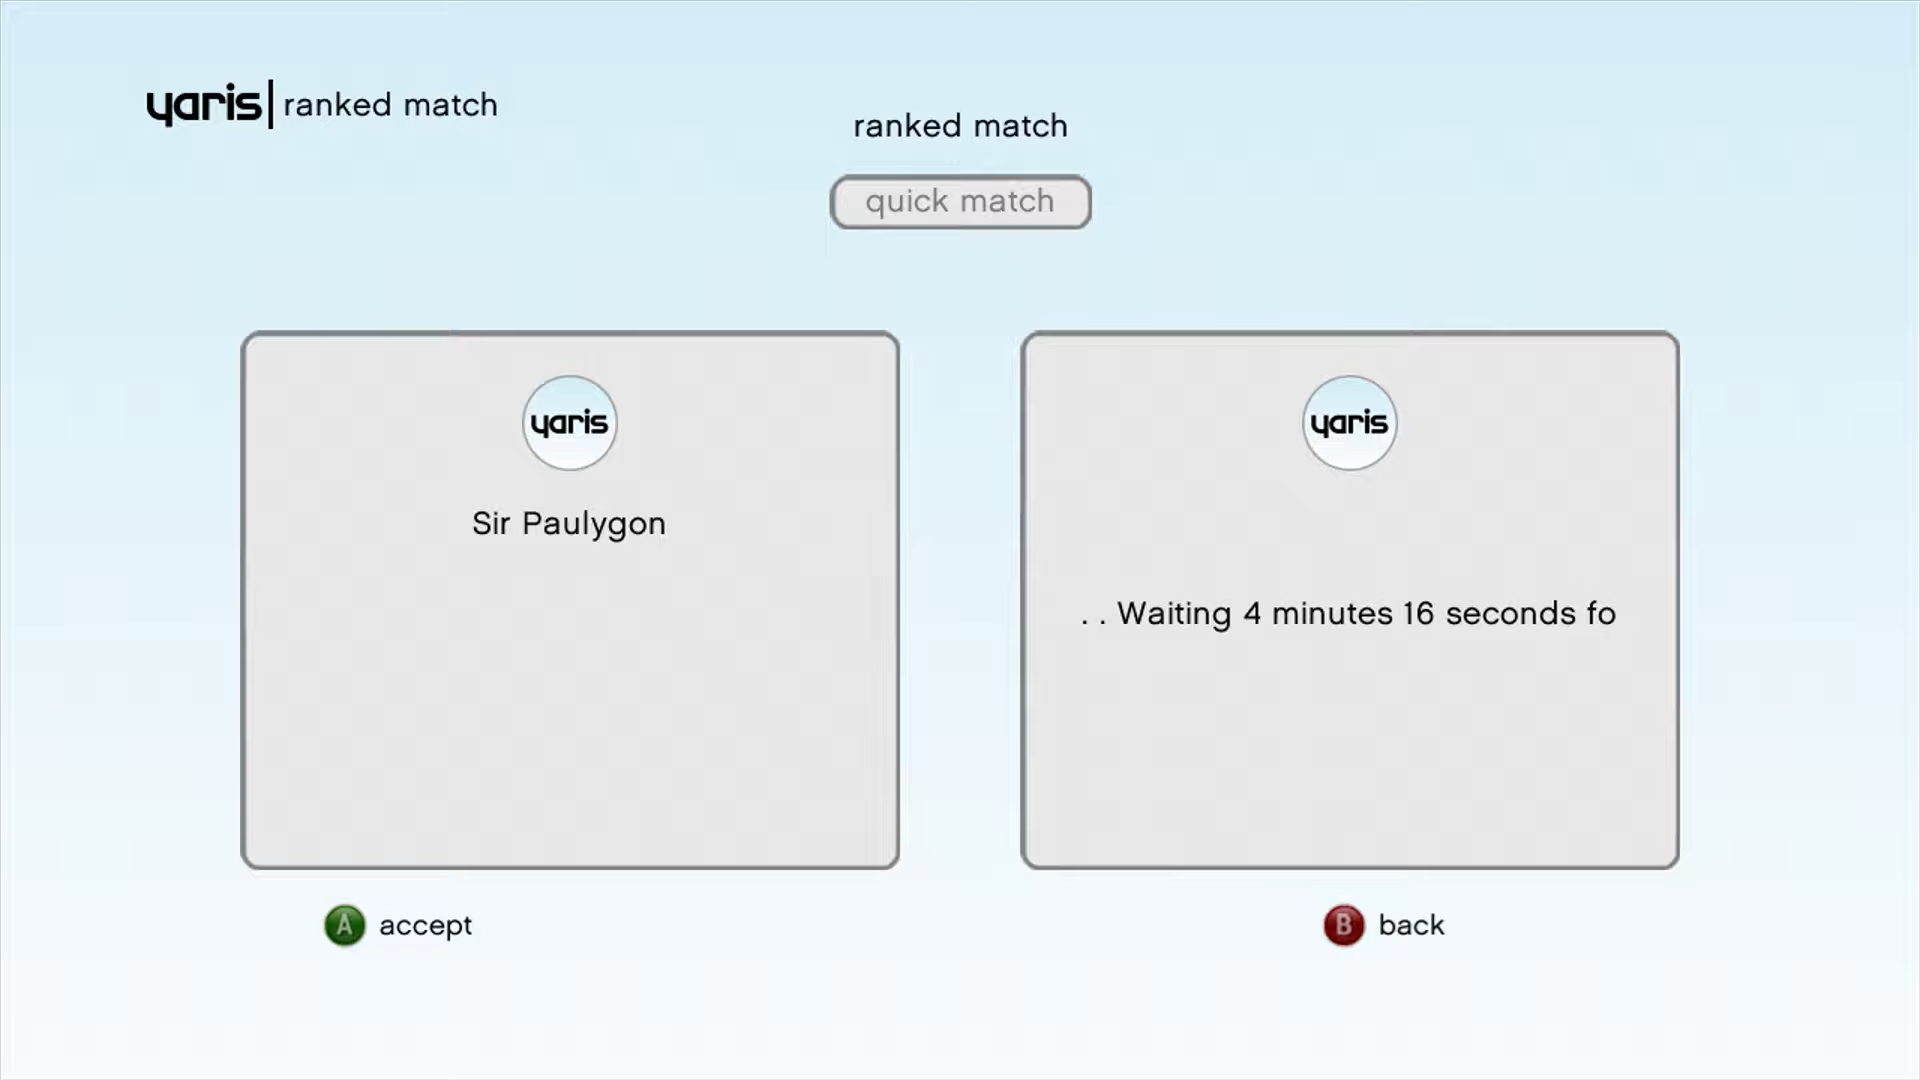 yaris ranked match
ranked match
quick match
yaris
Sir Paulygon
yaris
. . Waiting 4 minutes 16 seconds fo
A accept
B back